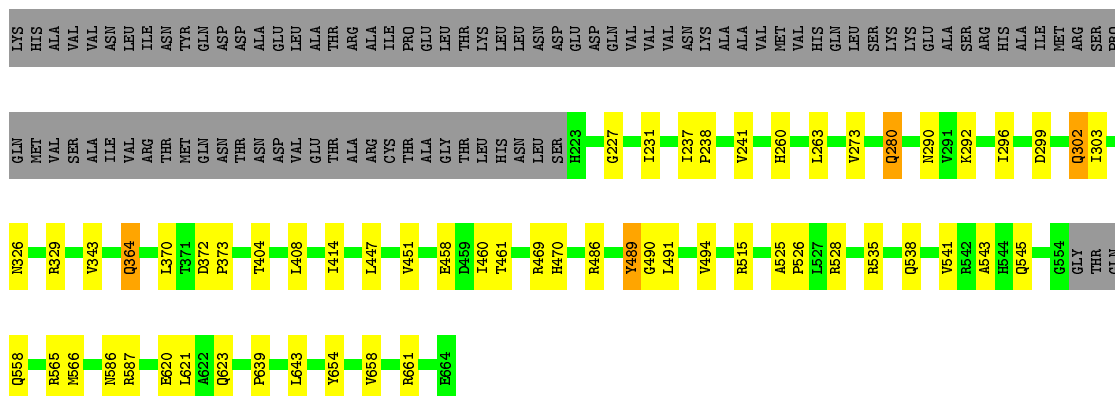 LYS HIS ALA VAL VAL ASN LEU ILE ASN TYR GLN ASP ASP ALA GLU LEU ALA THR ARG ALA ILE PRO GLU LEU THR LYS LEU LEU ASN ASP GLU ASP GLN VAL VAL VAL ASN LYS ALA ALA VAL MET VAL HIS GLN LEU SER LYS LYS GLU ALA SER ARG HIS ALA ILE MET ARG SER PRO
GLN MET VAL SER ALA ILE VAL ARG THR MET GLN ASN THR ASN ASP VAL GLU THR ALA ARG CYS THR ALA GLY THR LEU HIS ASN LEU SER H223 G227 I231 I237 P238 V241 H260 L263 V273 Q280 N290 V291 K292 I296 D299 Q302 I303
N326 R329 V343 Q364 L370 T371 D372 P373 T404 L408 I414 L447 V451 E458 D459 I460 T461 R469 H470 R486 Y489 G490 L491 V494 R515 A525 P526 L527 R528 R535 Q538 V541 R542 A543 H544 Q545 G554 GLY THR GLN
Q558 R565 M566 N586 R587 E620 L621 A622 Q623 P639 L643 Y654 V658 R661 E664